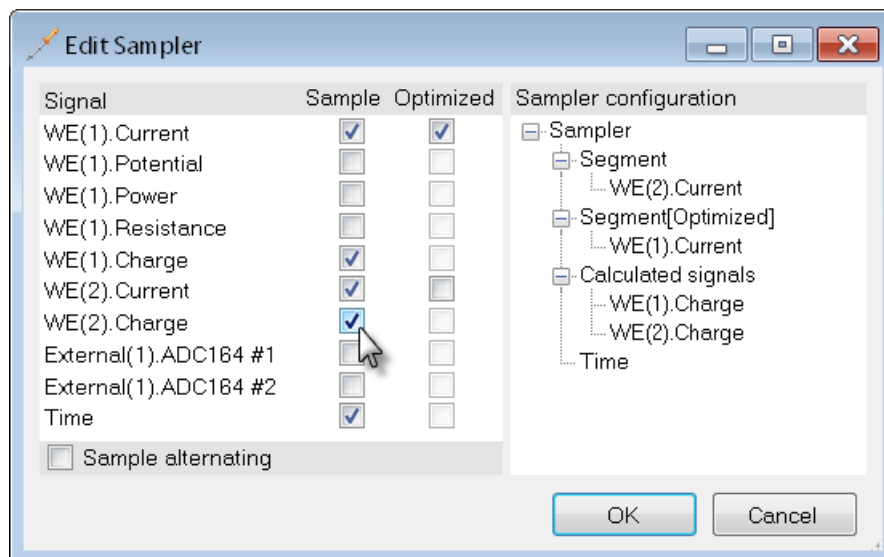 Edit Sampler
Signal Sample Optimized
WE(1).Current
WE(1).Potential
WE(1).Power
WE(1).Resistance
WE(1).Charge
WE(2).Current
WE(2).Charge
External(1).ADC164 #1
External(1).ADC164 #2
Time
Sample alternating
Sampler configuration
Sampler
Segment
WE(2).Current
Segment[Optimized]
WE(1).Current
Calculated signals
WE(1).Charge
WE(2).Charge
Time
OK Cancel